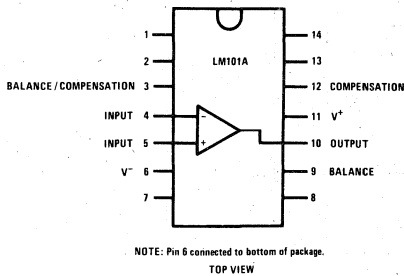 1 14
2 LM101A 13
BALANCE/COMPENSATION 3 12 COMPENSATION
INPUT 4 − 11 V+
INPUT 5 + 10 OUTPUT
V− 6 9 BALANCE
7 8
NOTE: Pin 6 connected to bottom of package.
TOP VIEW